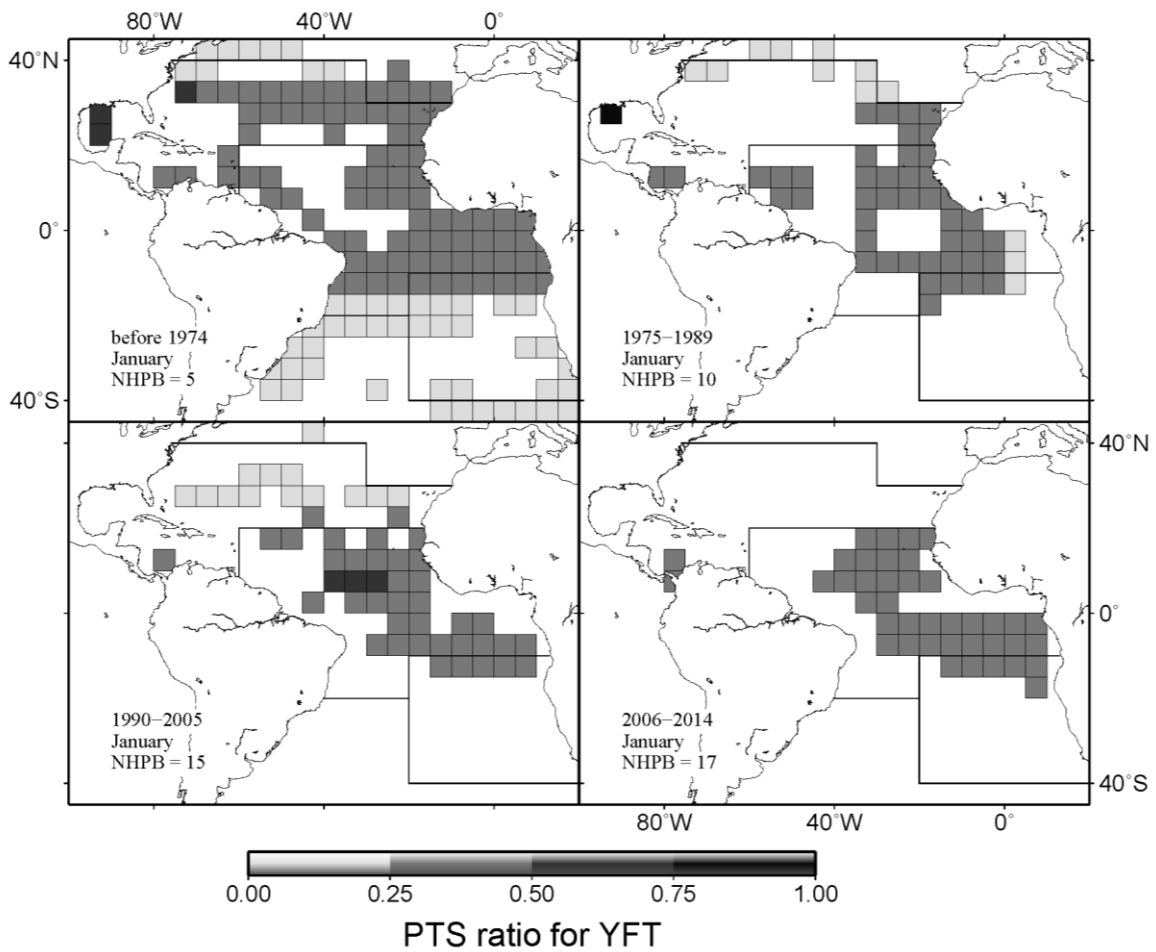 80°W 40°W 0°
40°N
0°
40°S
before 1974
January
NHPB = 5
1975−1989
January
NHPB = 10
1990−2005
January
NHPB = 15
2006−2014
January
NHPB = 17
40°N
0°
40°S
80°W 40°W 0°
0.00 0.25 0.50 0.75 1.00
PTS ratio for YFT